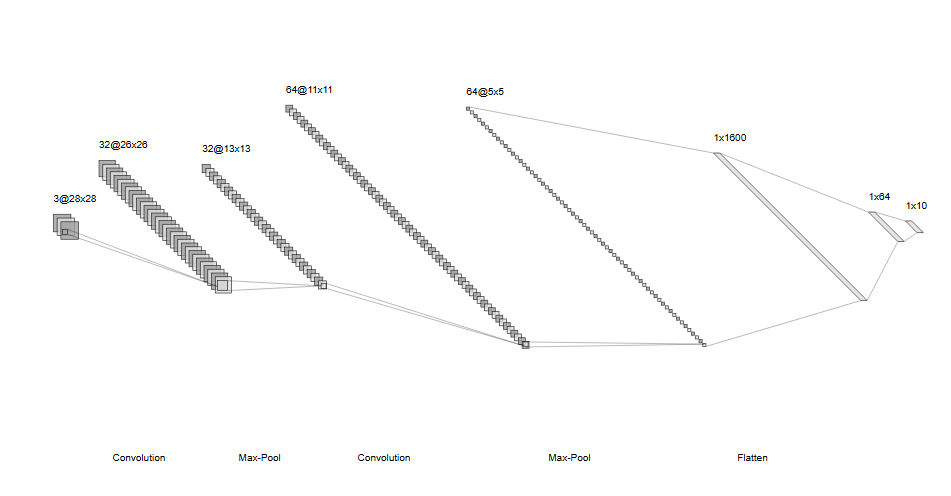 64@11x11
64@5x5
1x1600
32@26x26
32@13x13
3@28x28
1x64
1x10
Convolution
Max-Pool
Convolution
Max-Pool
Flatten